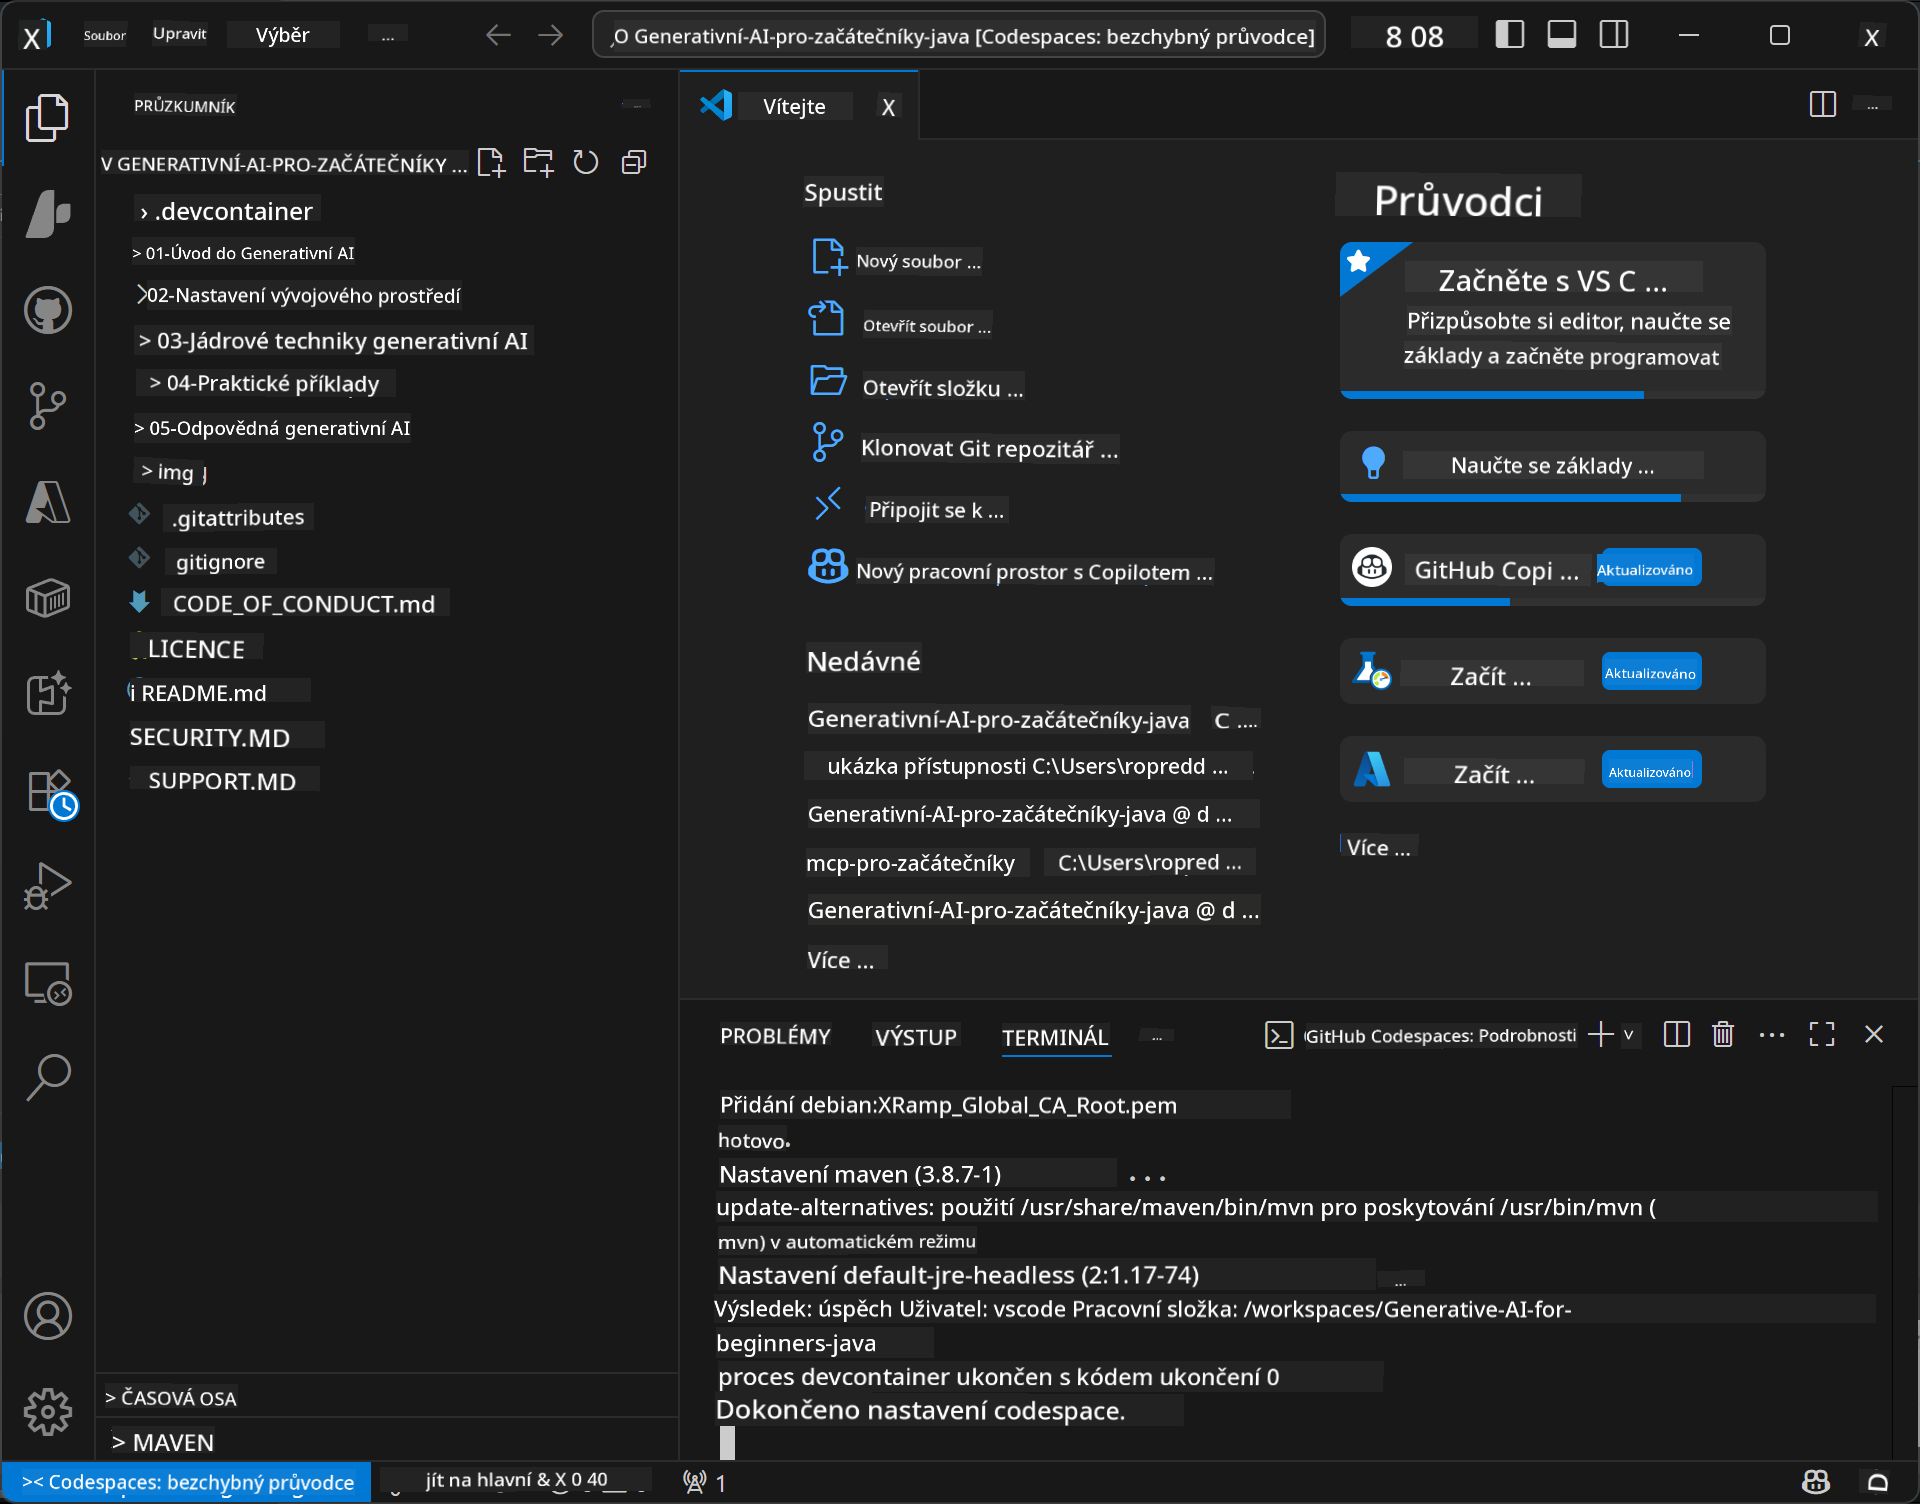 Soubor Upravit Výběr ...
O Generativní-AI-pro-začátečníky-java [Codespaces: bezchybný průvodce]
8 08
X
PRŮZKUMNÍK ...
V GENERATIVNÍ-AI-PRO-ZAČÁTEČNÍKY ...
› .devcontainer
> 01-Úvod do Generativní AI
02-Nastavení vývojového prostředí
> 03-Jádrové techniky generativní AI
> 04-Praktické příklady
> 05-Odpovědná generativní AI
> img
.gitattributes
gitignore
CODE_OF_CONDUCT.md
LICENCE
i README.md
SECURITY.MD
SUPPORT.MD
> ČASOVÁ OSA
> MAVEN
Vítejte X
...
Spustit
Nový soubor ...
Otevřít soubor ...
Otevřít složku ...
Klonovat Git repozitář ...
Připojit se k ...
Nový pracovní prostor s Copilotem ...
Nedávné
Generativní-AI-pro-začátečníky-java C ....
ukázka přístupnosti C:\Users\ropredd ...
Generativní-AI-pro-začátečníky-java @ d ...
mcp-pro-začátečníky C:\Users\ropred ...
Generativní-AI-pro-začátečníky-java @ d ...
Více ...
Průvodci
Začněte s VS C ...
Přizpůsobte si editor, naučte se
základy a začněte programovat
Naučte se základy ...
GitHub Copi ... Aktualizováno
Začít ... Aktualizováno
Začít ... Aktualizováno
Více ...
PROBLÉMY VÝSTUP TERMINÁL ...
GitHub Codespaces: Podrobnosti
Přidání debian:XRamp_Global_CA_Root.pem
hotovo.
Nastavení maven (3.8.7-1) ...
update-alternatives: použití /usr/share/maven/bin/mvn pro poskytování /usr/bin/mvn (
mvn) v automatickém režimu
Nastavení default-jre-headless (2:1.17-74) ...
Výsledek: úspěch Uživatel: vscode Pracovní složka: /workspaces/Generative-AI-for-
beginners-java
proces devcontainer ukončen s kódem ukončení 0
Dokončeno nastavení codespace.
>< Codespaces: bezchybný průvodce
jít na hlavní & X 0 40
1